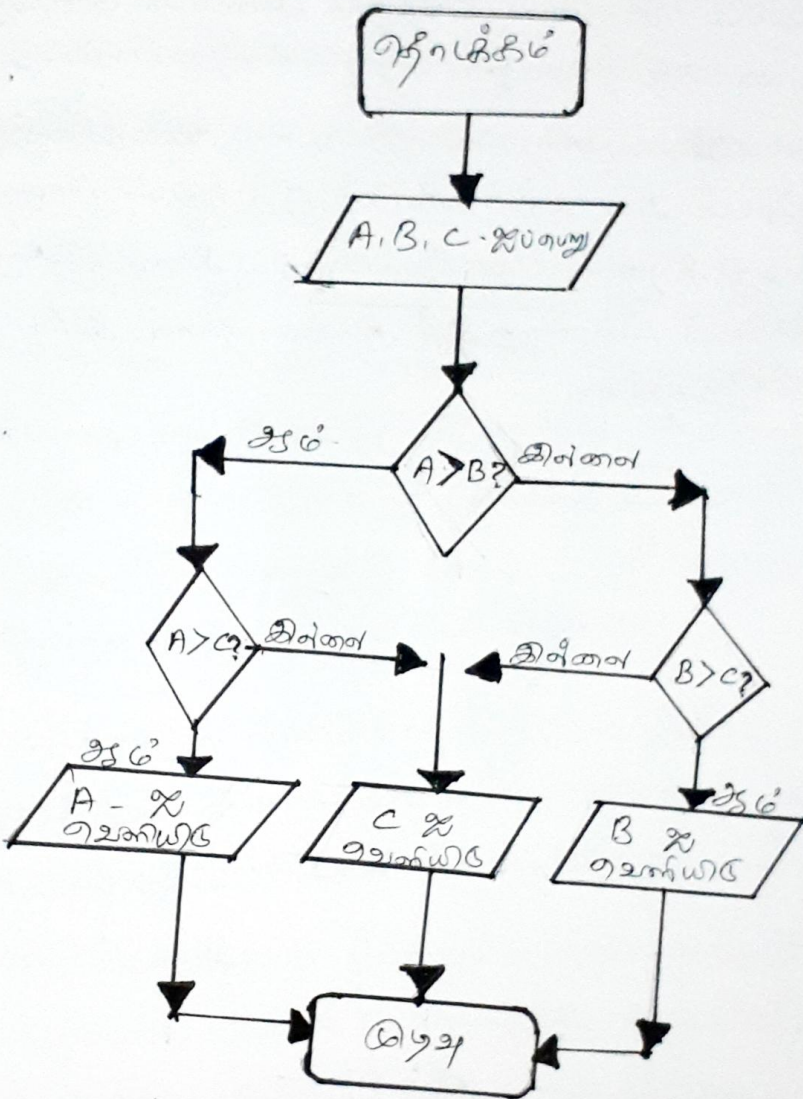 தொடக்கம்
A, B, C - ஐப்பெறு
ஆம்
A>B?
இல்லை
A>C?
இல்லை
இல்லை
B>C?
ஆம்
ஆம்
A - ஐ
வெளியிடு
C ஐ
வெளியிடு
B ஐ
வெளியிடு
முடிவு